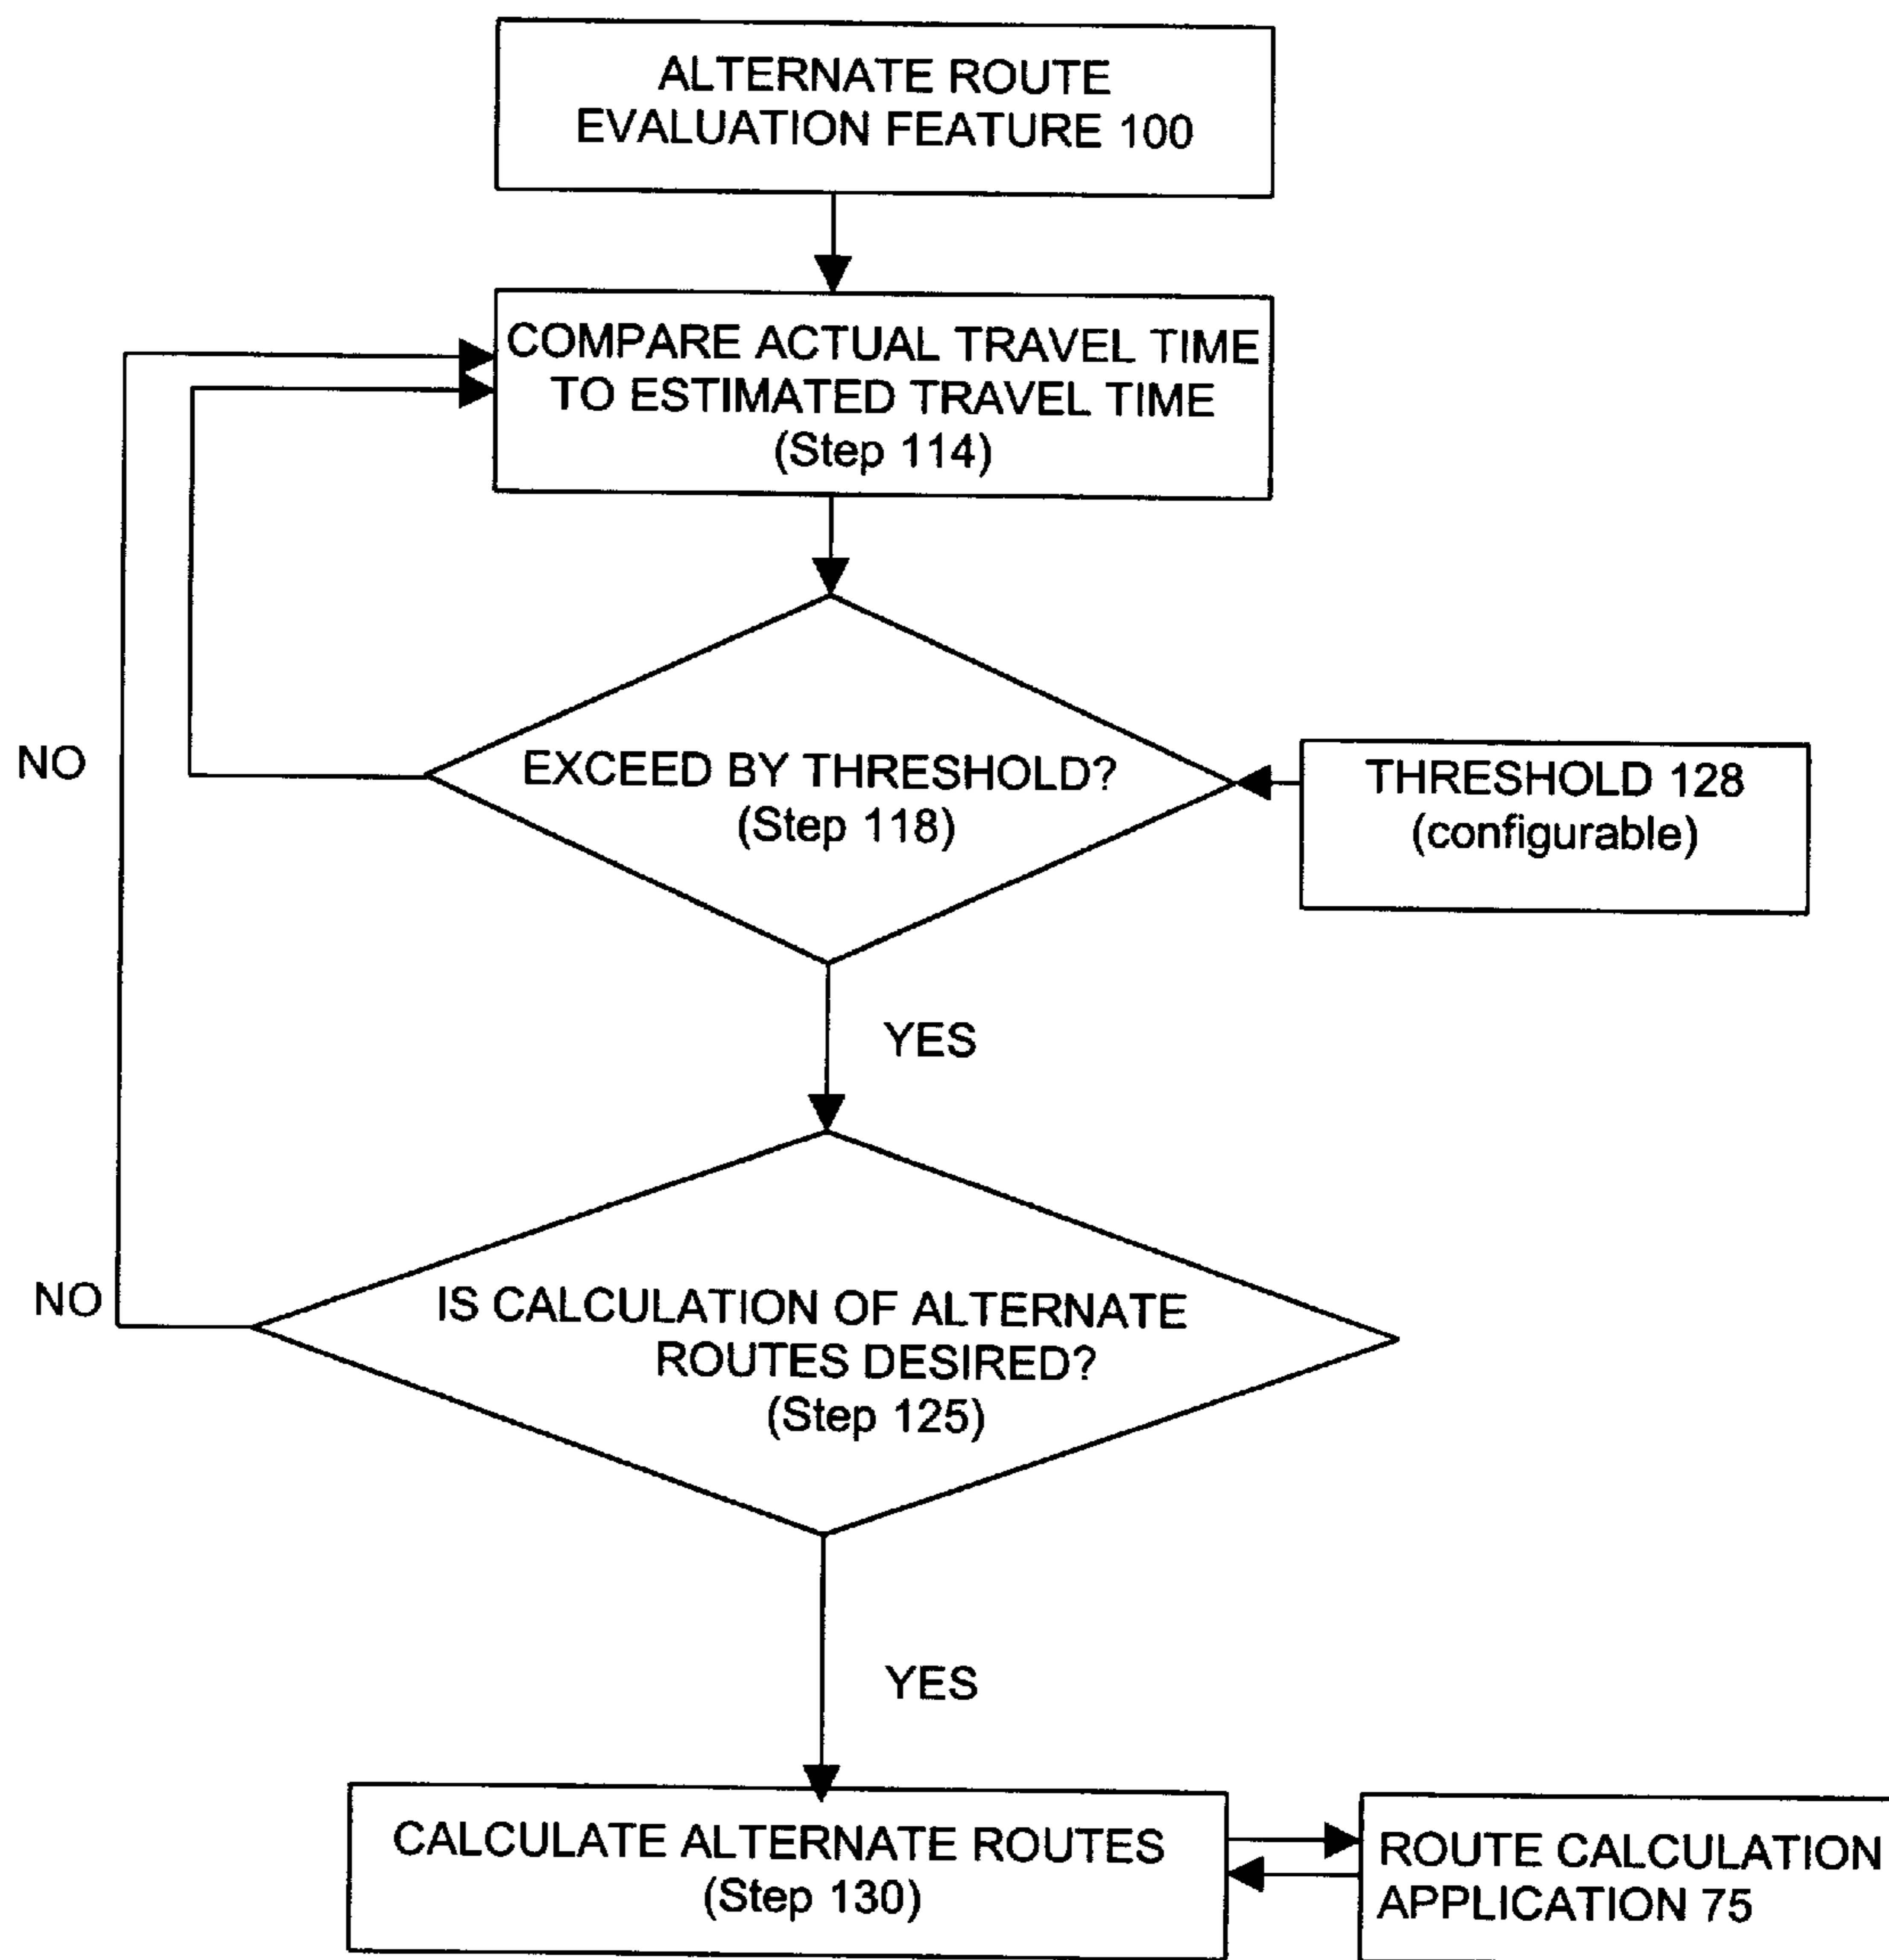 ALTERNATE ROUTE
EVALUATION FEATURE 100
COMPARE ACTUAL TRAVEL TIME
TO ESTIMATED TRAVEL TIME
(Step 114)
NO
EXCEED BY THRESHOLD?
(Step 118)
THRESHOLD 128
(configurable)
YES
NO
IS CALCULATION OF ALTERNATE
ROUTES DESIRED?
(Step 125)
YES
CALCULATE ALTERNATE ROUTES
(Step 130)
ROUTE CALCULATION
APPLICATION 75